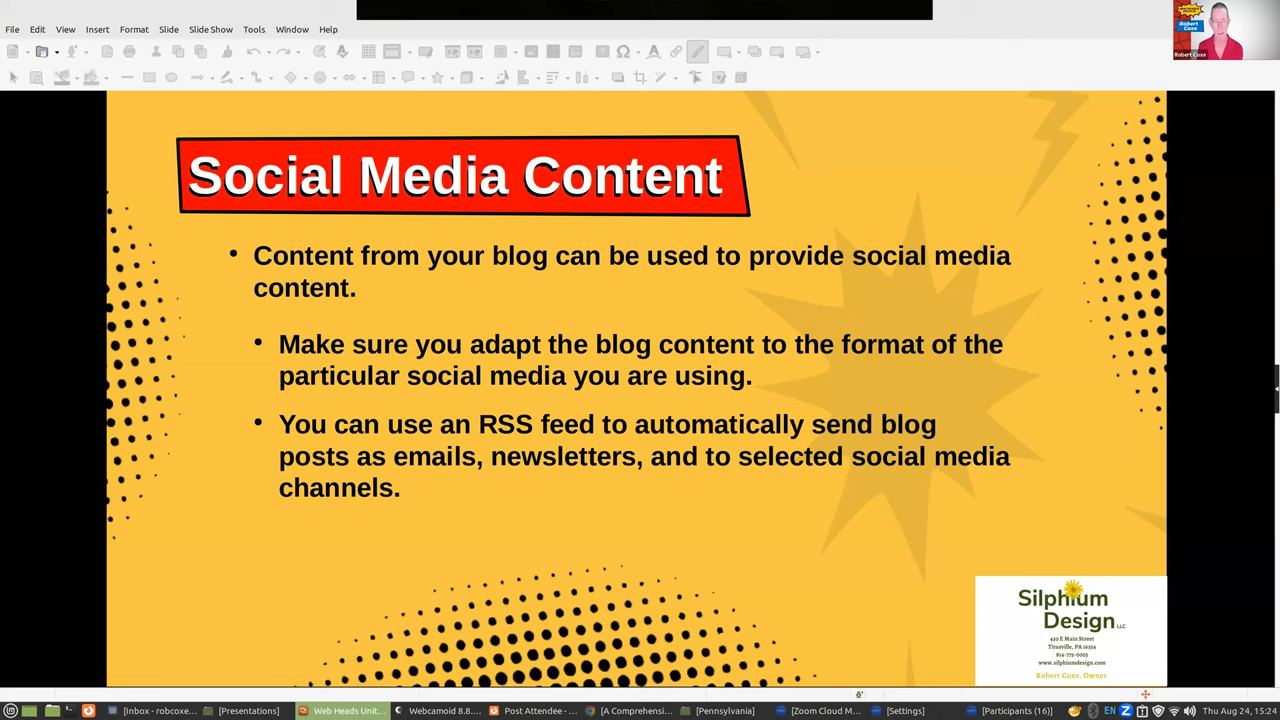 File Edit View Insert Format Slide Slide Show Tools Window Help
Robert
Coxe
Robert Coxe
Social Media Content
• Content from your blog can be used to provide social media
content.
• Make sure you adapt the blog content to the format of the
particular social media you are using.
• You can use an RSS feed to automatically send blog
posts as emails, newsletters, and to selected social media
channels.
Silphium
Design LLC
430 E Main Street
Titusville, PA 16354
814-775-0005
www.silphiumdesign.com
Robert Coxe, Owner
[Inbox - robcoxe... [Presentations] Web Heads Unit... Webcamoid 8.8... Post Attendee - ... [A Comprehensi... [Pennsylvania] [Zoom Cloud M... [Settings] [Participants (16)] EN Z Thu Aug 24, 15:24